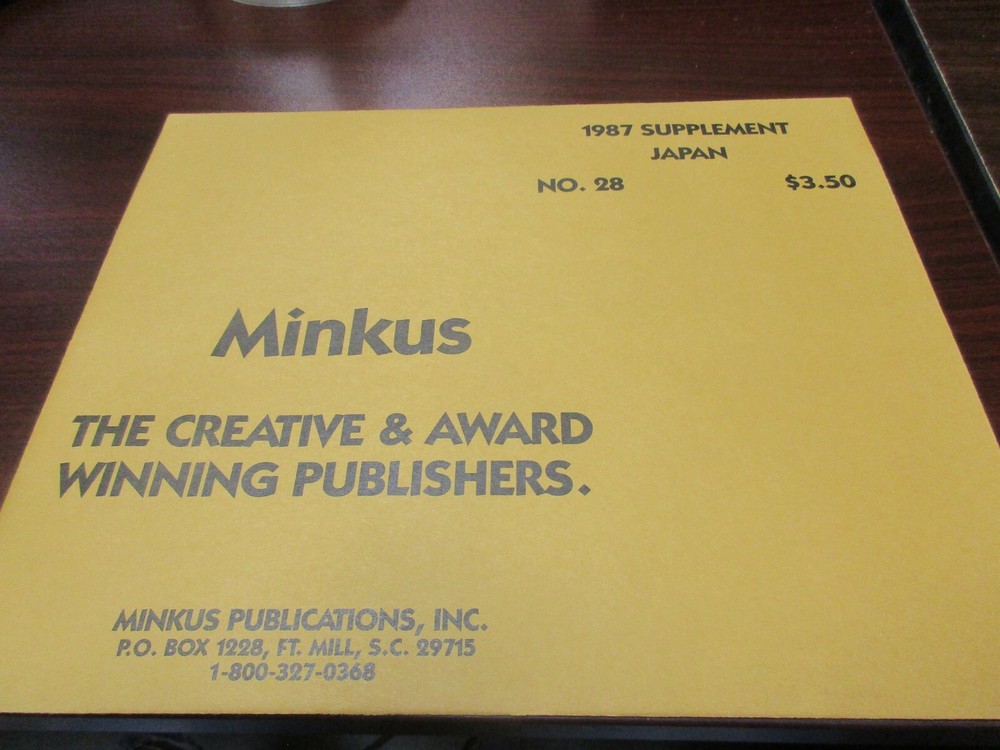 1987 SUPPLEMENT
JAPAN
NO. 28 $3.50
Minkus
THE CREATIVE & AWARD
WINNING PUBLISHERS.
MINKUS PUBLICATIONS, INC.
P.O. BOX 1228, FT. MILL, S.C. 29715
1-800-327-0368